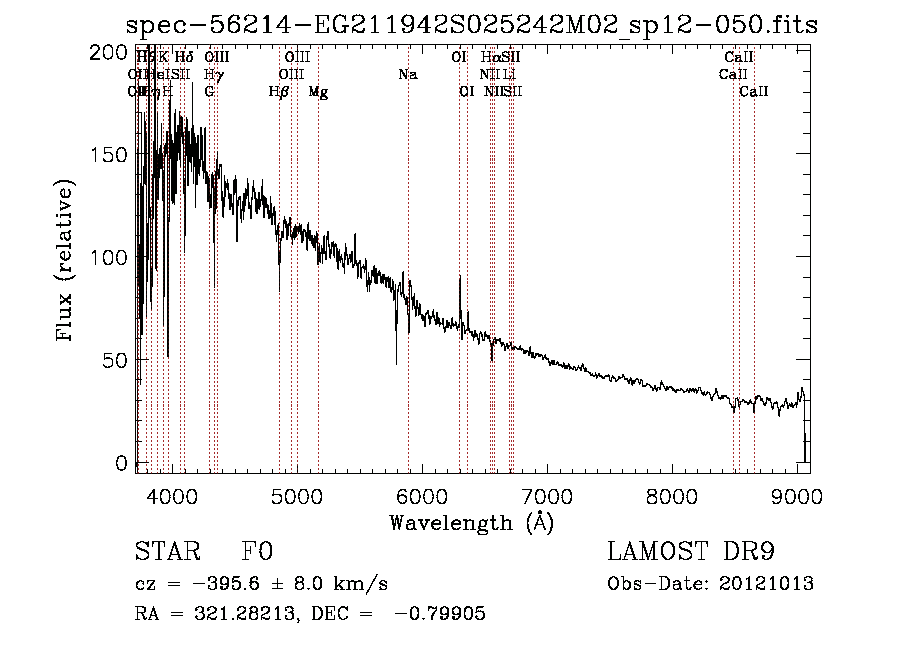 spec-56214-EG211942S025242M02_sp12-050.fits
K Hδ OIII OIII OI Hα SII CaII
SII Hγ OIII Na NII Li CaII
H G Hβ Mg OI NII SII CaII
200
150
100
50
0
Flux (relative)
4000 5000 6000 7000 8000 9000
Wavelength (Å)
STAR F0 LAMOST DR9
cz = -395.6 ± 8.0 km/s Obs-Date: 20121013
RA = 321.28213, DEC = -0.79905